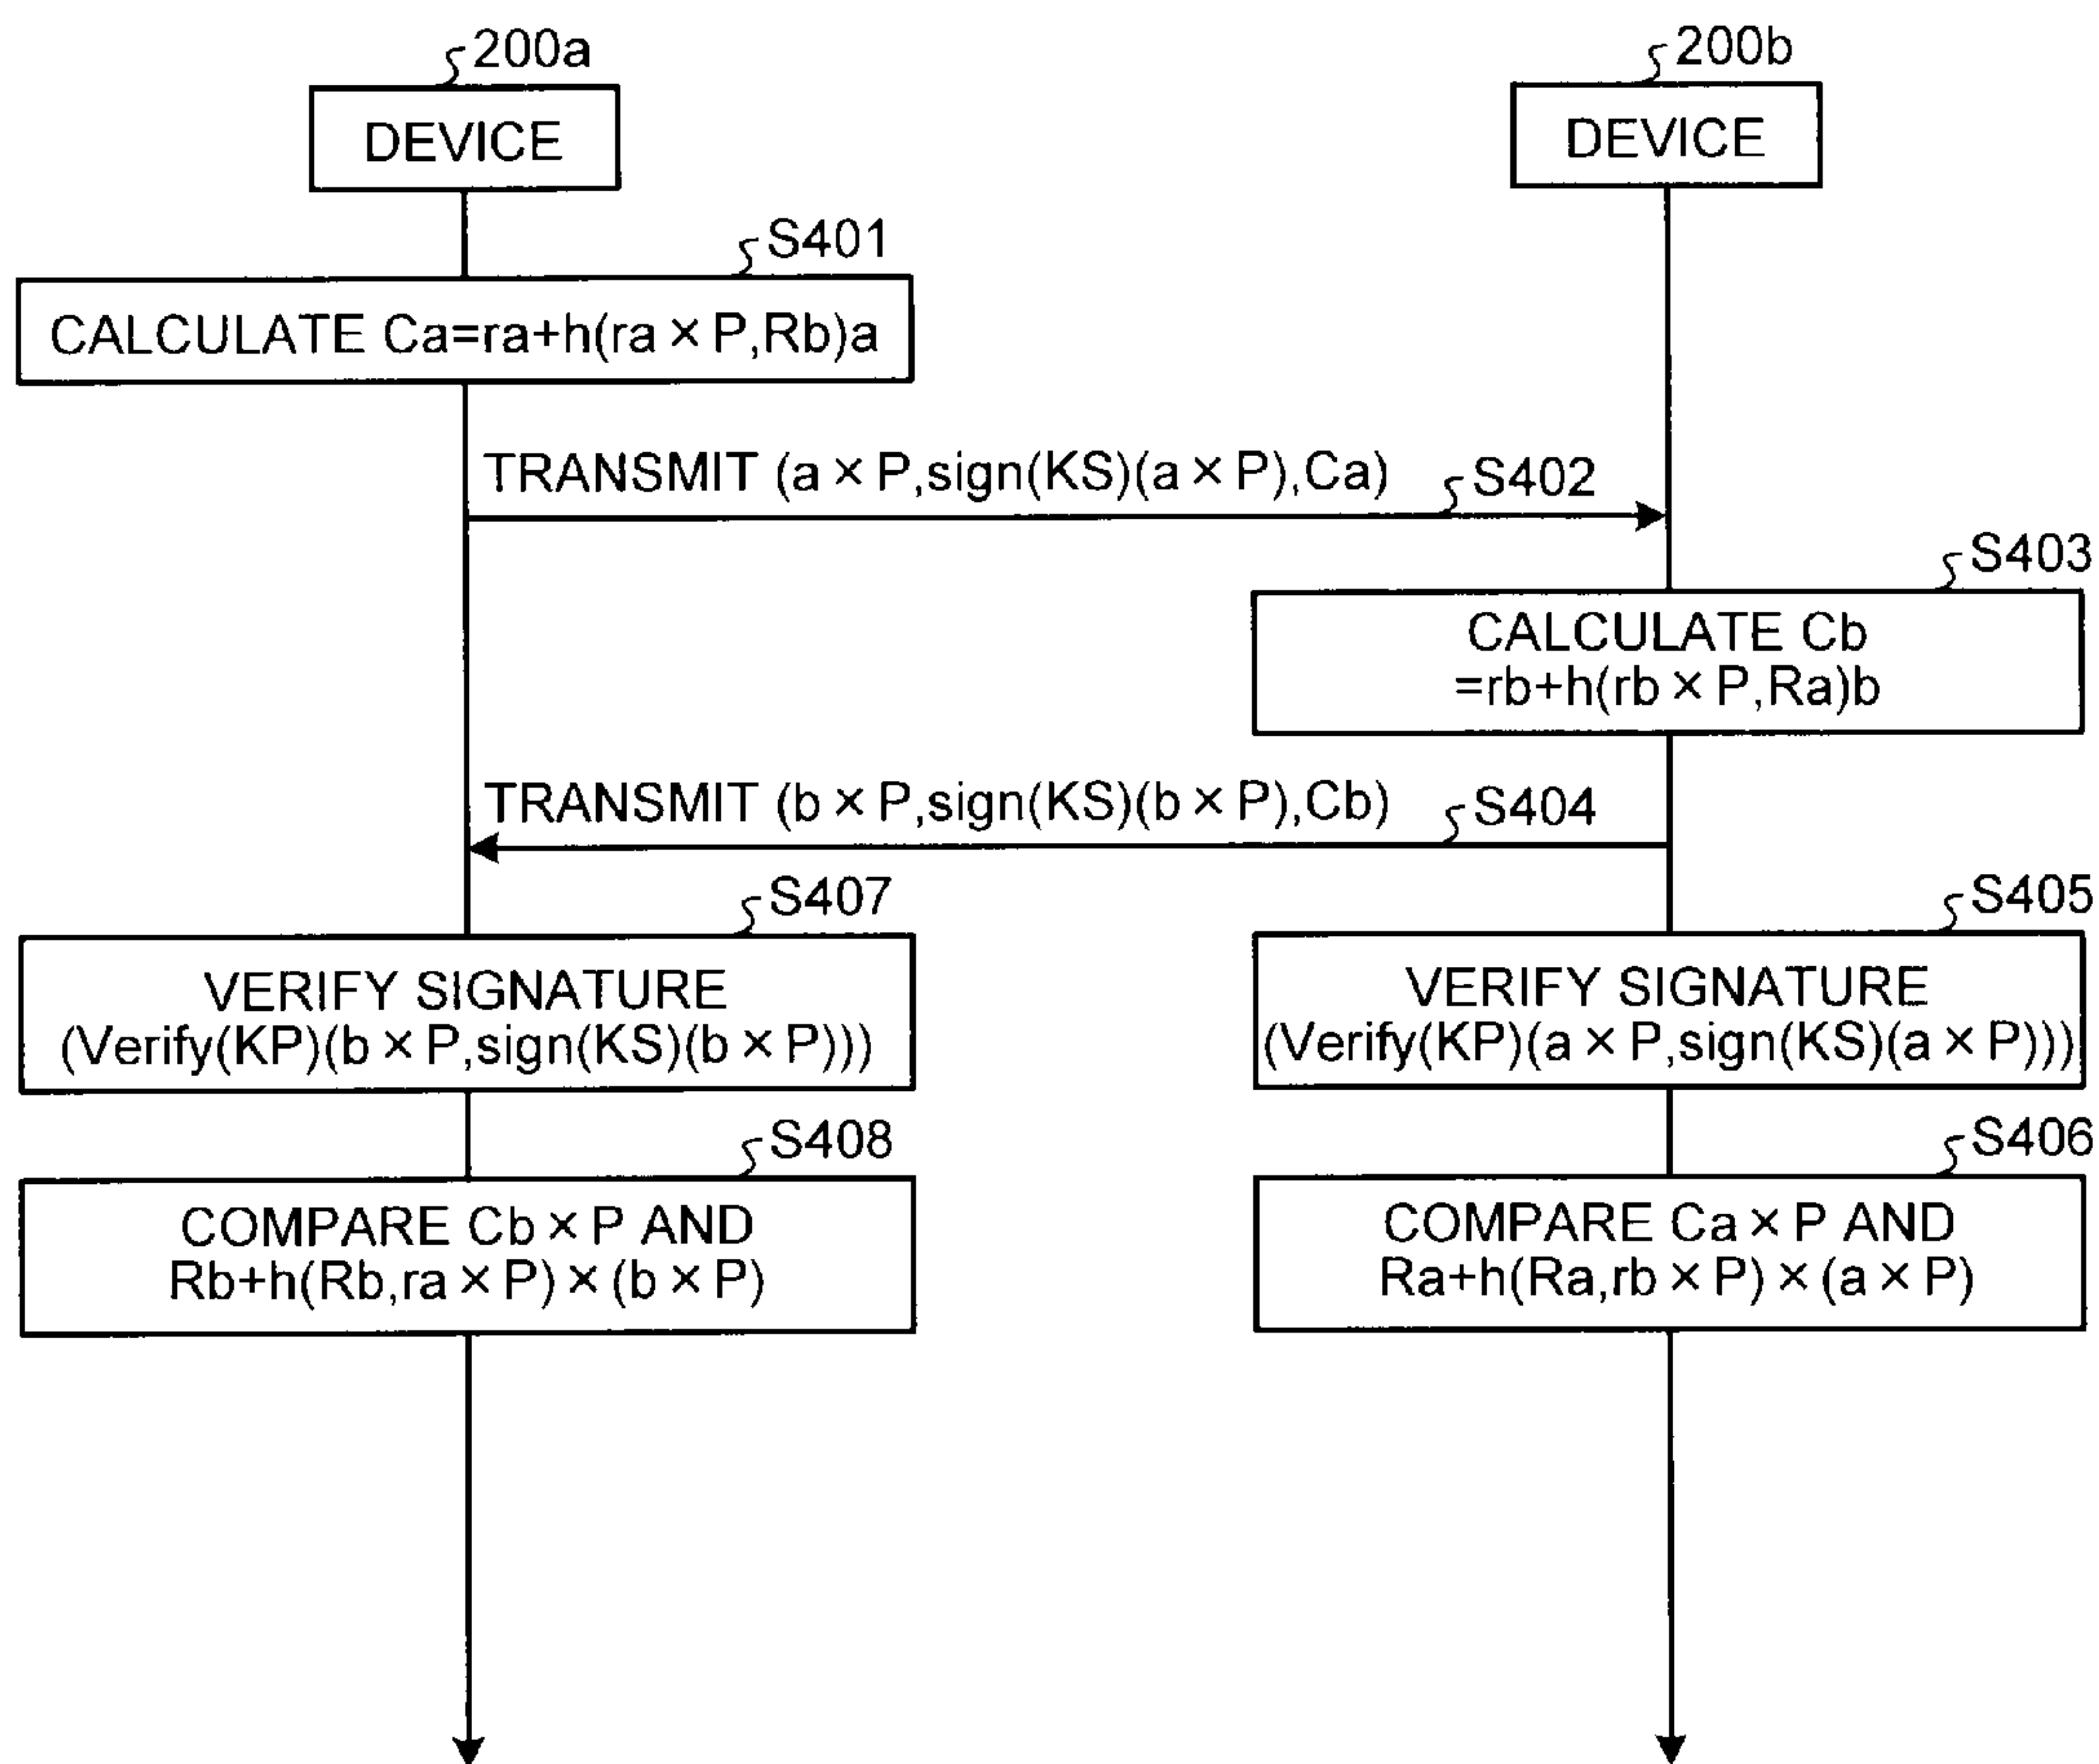 200a
200b
DEVICE
DEVICE
S401
CALCULATE Ca=ra+h(ra×P,Rb)a
TRANSMIT (a×P,sign(KS)(a×P),Ca)
S402
S403
CALCULATE Cb
=rb+h(rb×P,Ra)b
TRANSMIT (b×P,sign(KS)(b×P),Cb)
S404
S407
S405
VERIFY SIGNATURE
(Verify(KP)(b×P,sign(KS)(b×P)))
VERIFY SIGNATURE
(Verify(KP)(a×P,sign(KS)(a×P)))
S408
S406
COMPARE Cb×P AND
Rb+h(Rb,ra×P)×(b×P)
COMPARE Ca×P AND
Ra+h(Ra,rb×P)×(a×P)